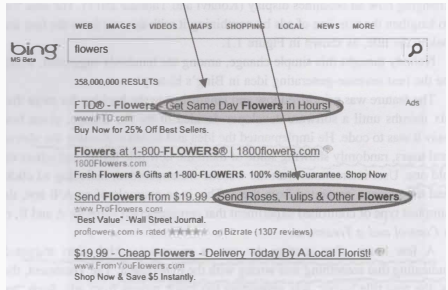 WEB IMAGES VIDEOS MAPS SHOPPING LOCAL NEWS MORE
bing
MS Beta
flowers
358,000,000 RESULTS
FTD® - Flowers - Get Same Day Flowers in Hours!
Ads
www.FTD.com
Buy Now for 25% Off Best Sellers.
Flowers at 1-800-FLOWERS® | 1800flowers.com
1800Flowers.com
Fresh Flowers & Gifts at 1-800-FLOWERS. 100% Smile Guarantee. Shop Now
Send Flowers from $19.99 - Send Roses, Tulips & Other Flowers
www.ProFlowers.com
"Best Value" -Wall Street Journal.
proflowers.com is rated ★★★★★ on Bizrate (1307 reviews)
$19.99 - Cheap Flowers - Delivery Today By A Local Florist!
www.FromYouFlowers.com
Shop Now & Save $5 Instantly.